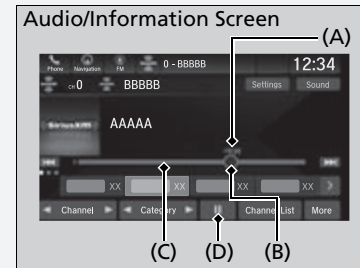 Audio/Information Screen
(A)
Phone Navigation FM 0 - BBBBB 12:34
CH 0 BBBBB Settings Sound
SiriusXM AAAAA
XX XX XX XX
Channel Category Channel List More
(C) (D) (B)